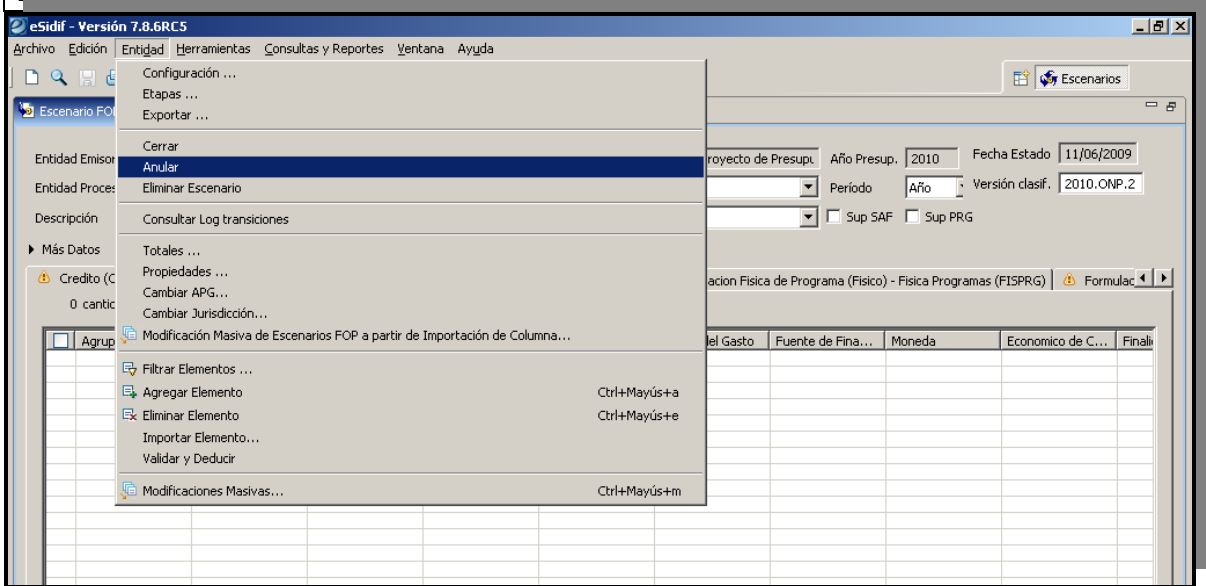 eSidif - Versión 7.8.6RC5
Archivo Edición Entidad Herramientas Consultas y Reportes Ventana Ayuda
Escenarios
Configuración ...
Etapas ...
Exportar ...
Cerrar
Anular
Eliminar Escenario
Consultar Log transiciones
Totales ...
Propiedades ...
Cambiar APG...
Cambiar Jurisdicción...
Modificación Masiva de Escenarios FOP a partir de Importación de Columna...
Filtrar Elementos ...
Agregar Elemento Ctrl+Mayús+a
Eliminar Elemento Ctrl+Mayús+e
Importar Elemento...
Validar y Deducir
Modificaciones Masivas... Ctrl+Mayús+m
Escenario FOP
Entidad Emisor royecto de Presupu Año Presup. 2010 Fecha Estado 11/06/2009
Entidad Proces Período Año Versión clasif. 2010.ONP.2
Descripción Sup SAF Sup PRG
Más Datos
Credito (C acion Fisica de Programa (Fisico) - Fisica Programas (FISPRG) Formulac
0 cantic
Agrup del Gasto Fuente de Fina... Moneda Economico de C... Finali